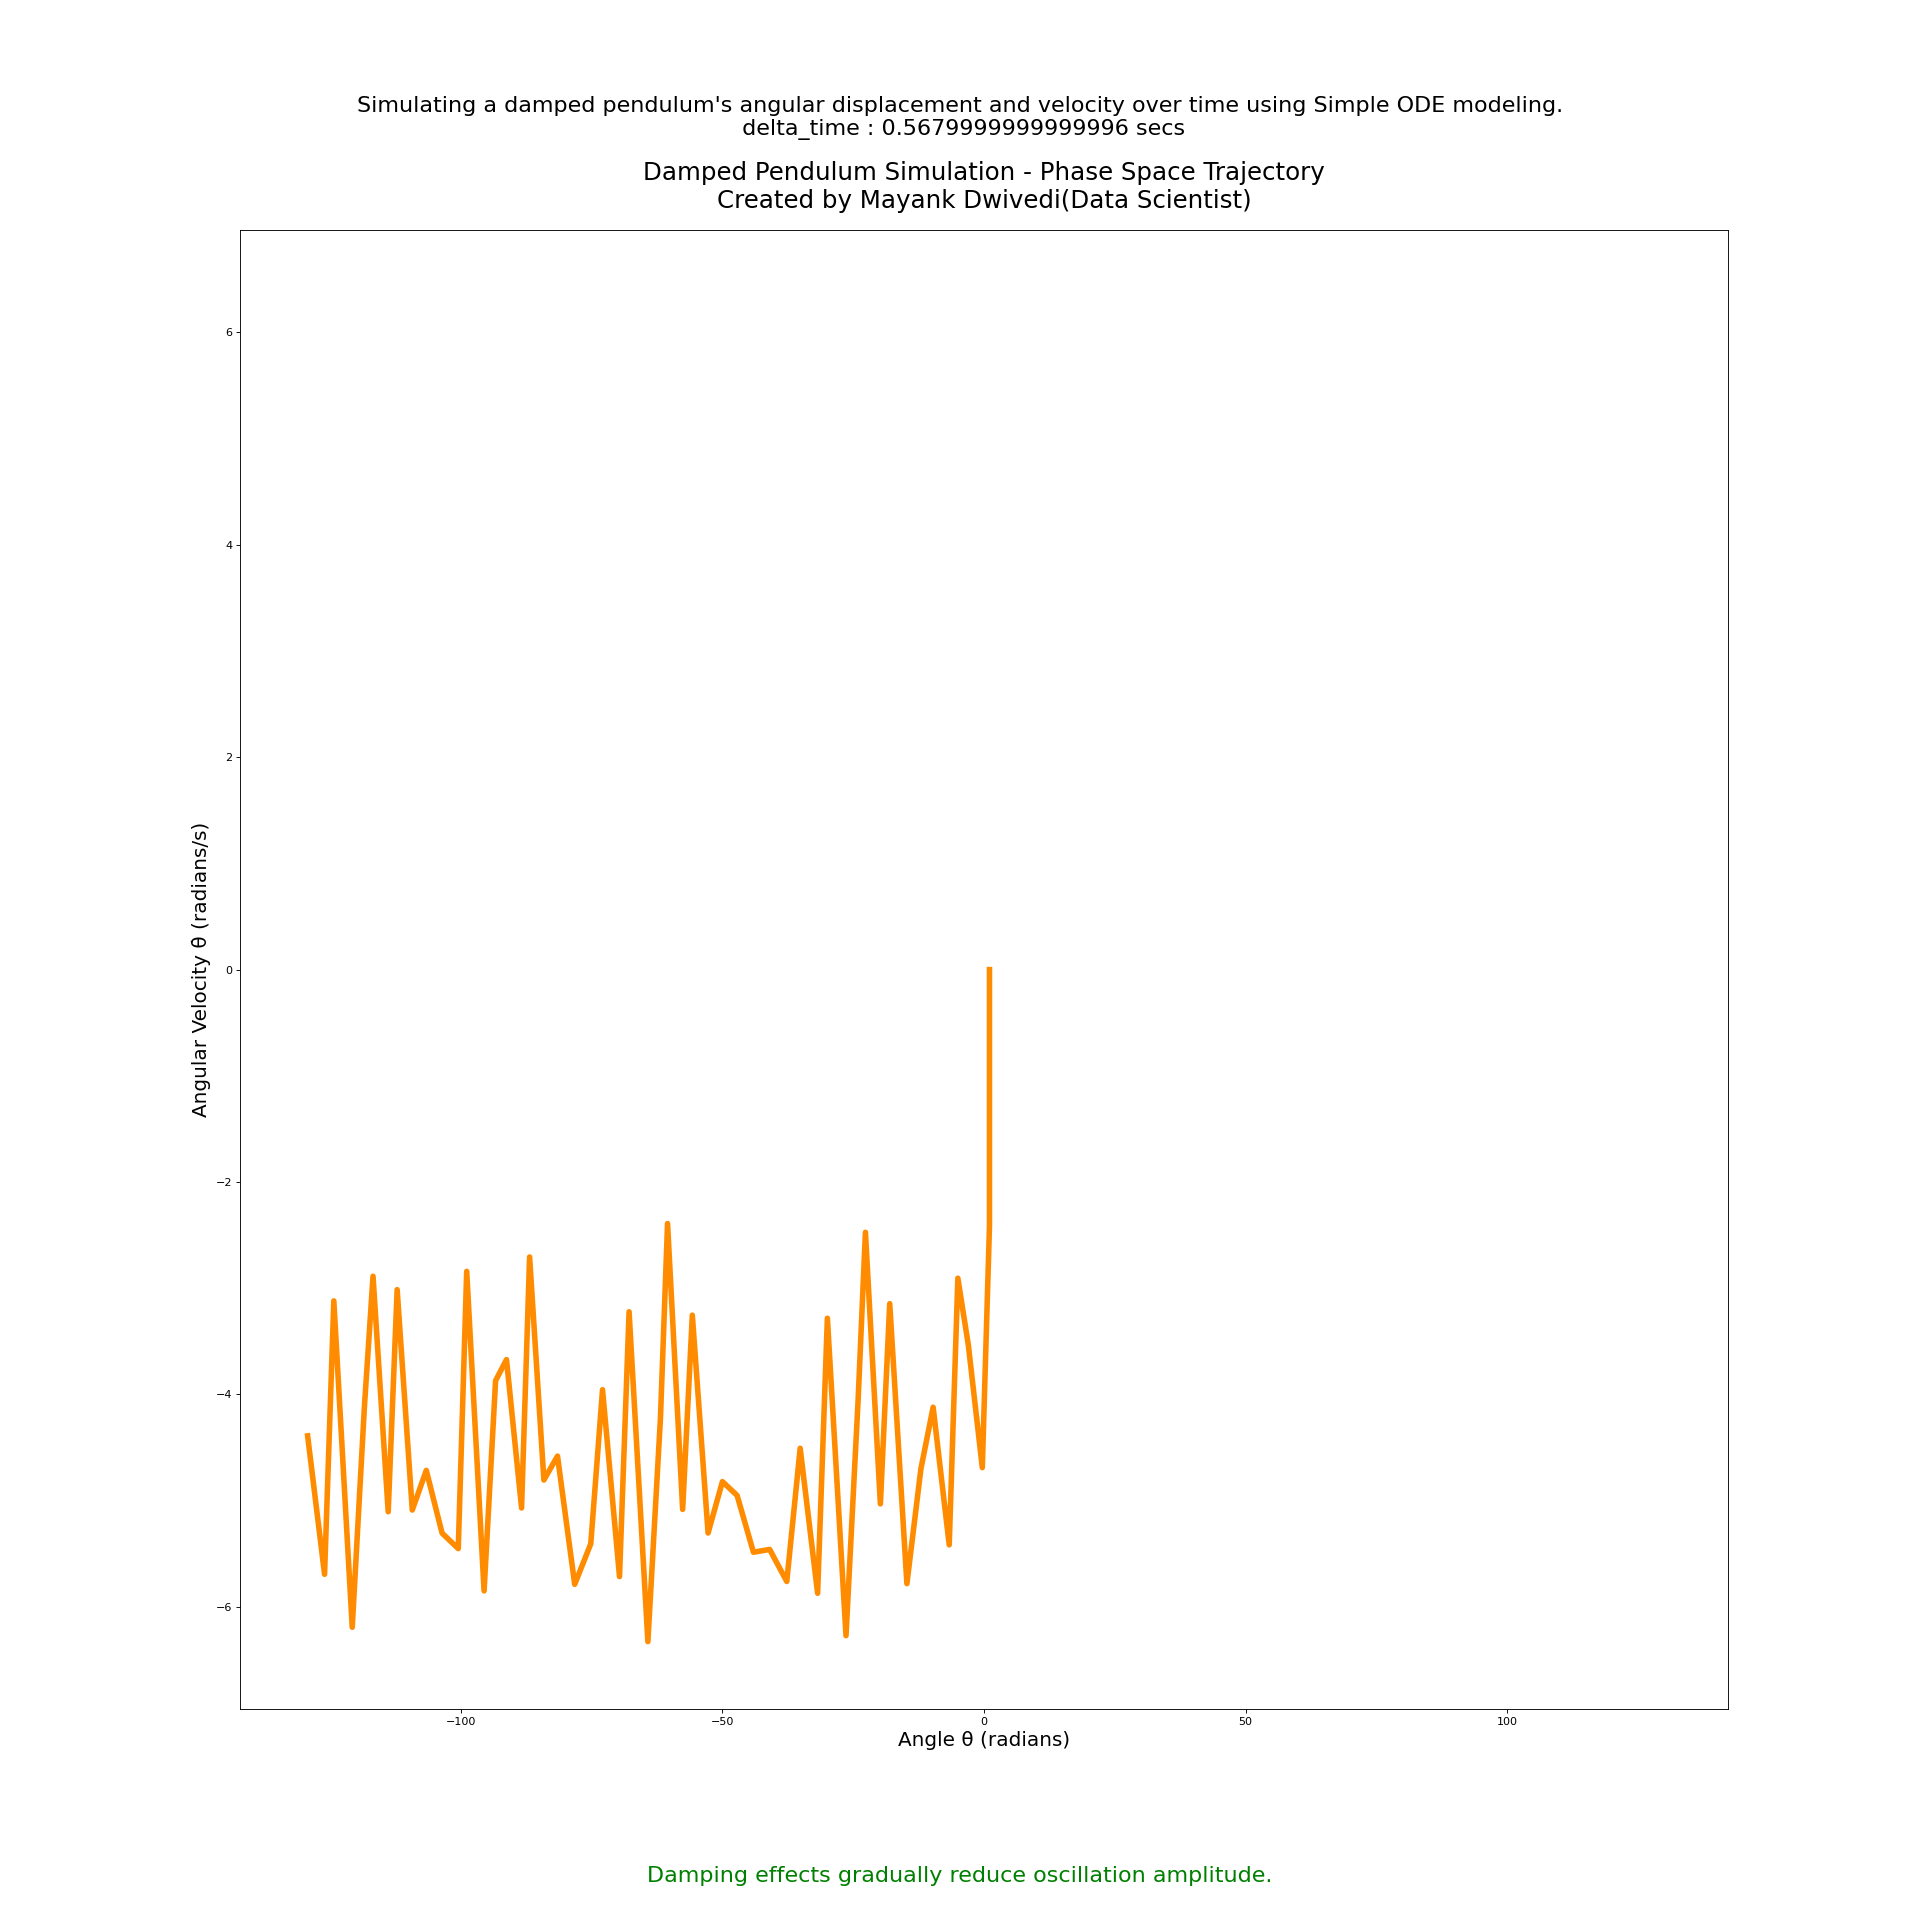 Simulating a damped pendulum's angular displacement and velocity over time using Simple ODE modeling.
delta_time : 0.5679999999999996 secs
Damped Pendulum Simulation - Phase Space Trajectory
Created by Mayank Dwivedi(Data Scientist)
6
4
2
0
−2
−4
−6
Angular Velocity θ (radians/s)
−100
−50
0
50
100
Angle θ (radians)
Damping effects gradually reduce oscillation amplitude.